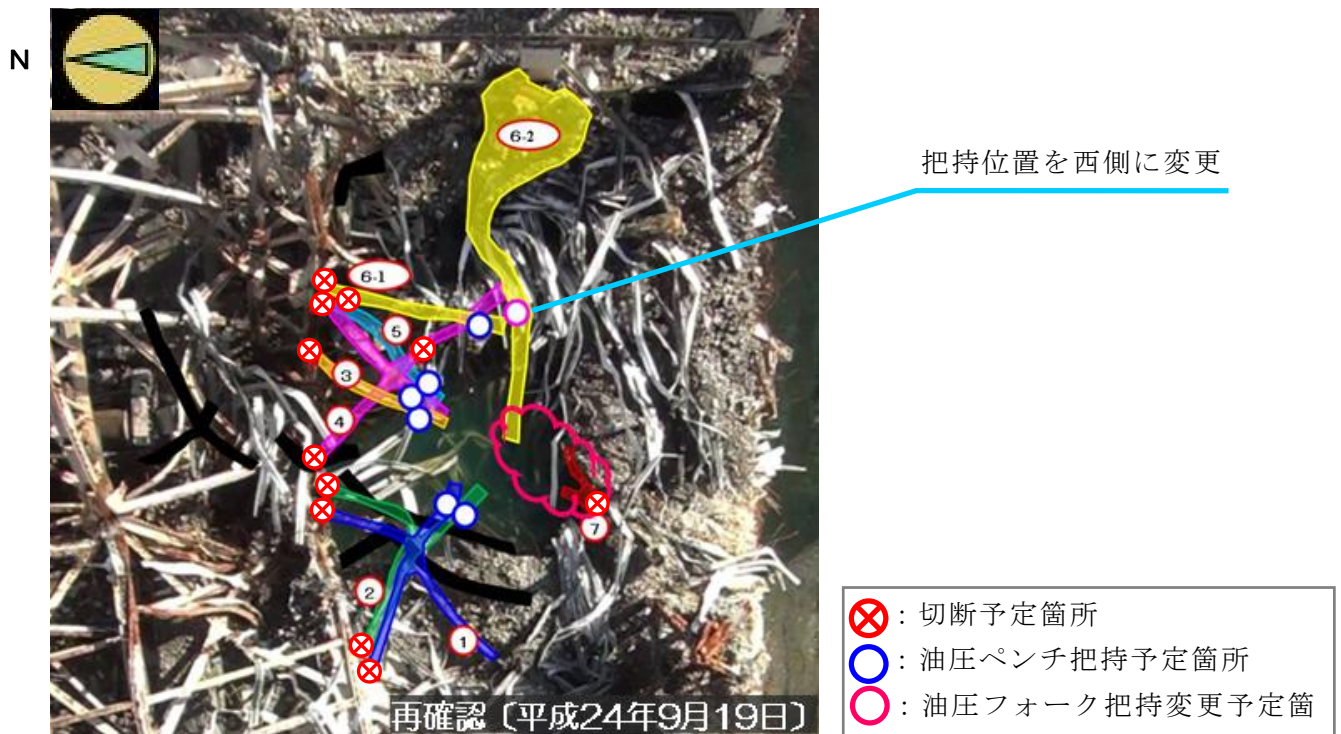 N
6-2
把持位置を西側に変更
6-1
5
3
4
7
2
1
再確認〔平成24年9月19日〕
：切断予定箇所
：油圧ペンチ把持予定箇所
：油圧フォーク把持変更予定箇